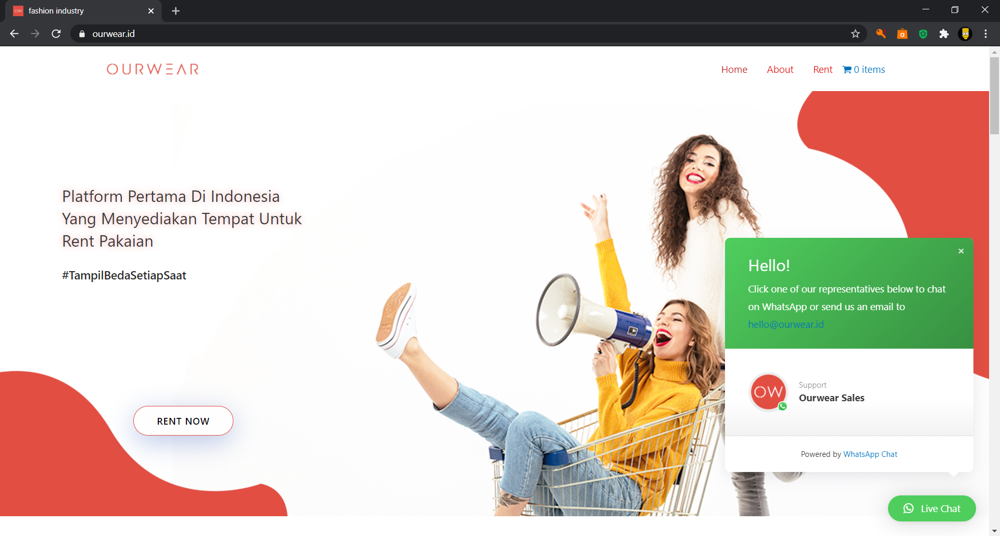 OW fashion industry
ourwear.id
OURWEAR
Home About Rent 0 items
Platform Pertama Di Indonesia
Yang Menyediakan Tempat Untuk
Rent Pakaian
#TampilBedaSetiapSaat
RENT NOW
Hello!
Click one of our representatives below to chat
on WhatsApp or send us an email to
hello@ourwear.id
OW
Support
Ourwear Sales
Powered by WhatsApp Chat
Live Chat